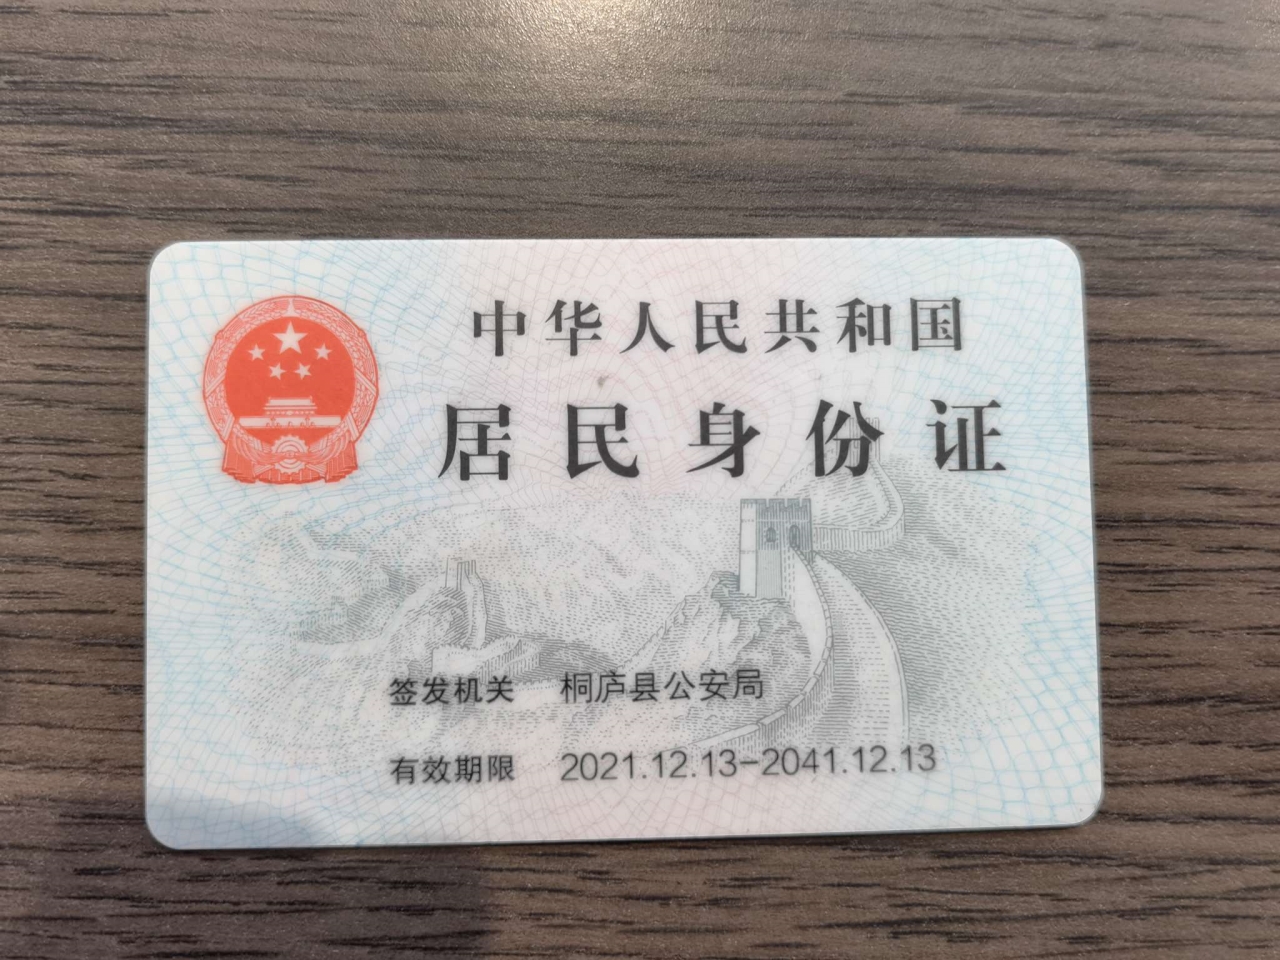 中华人民共和国
居民身份证
签发机关 桐庐县公安局
有效期限 2021.12.13-2041.12.13